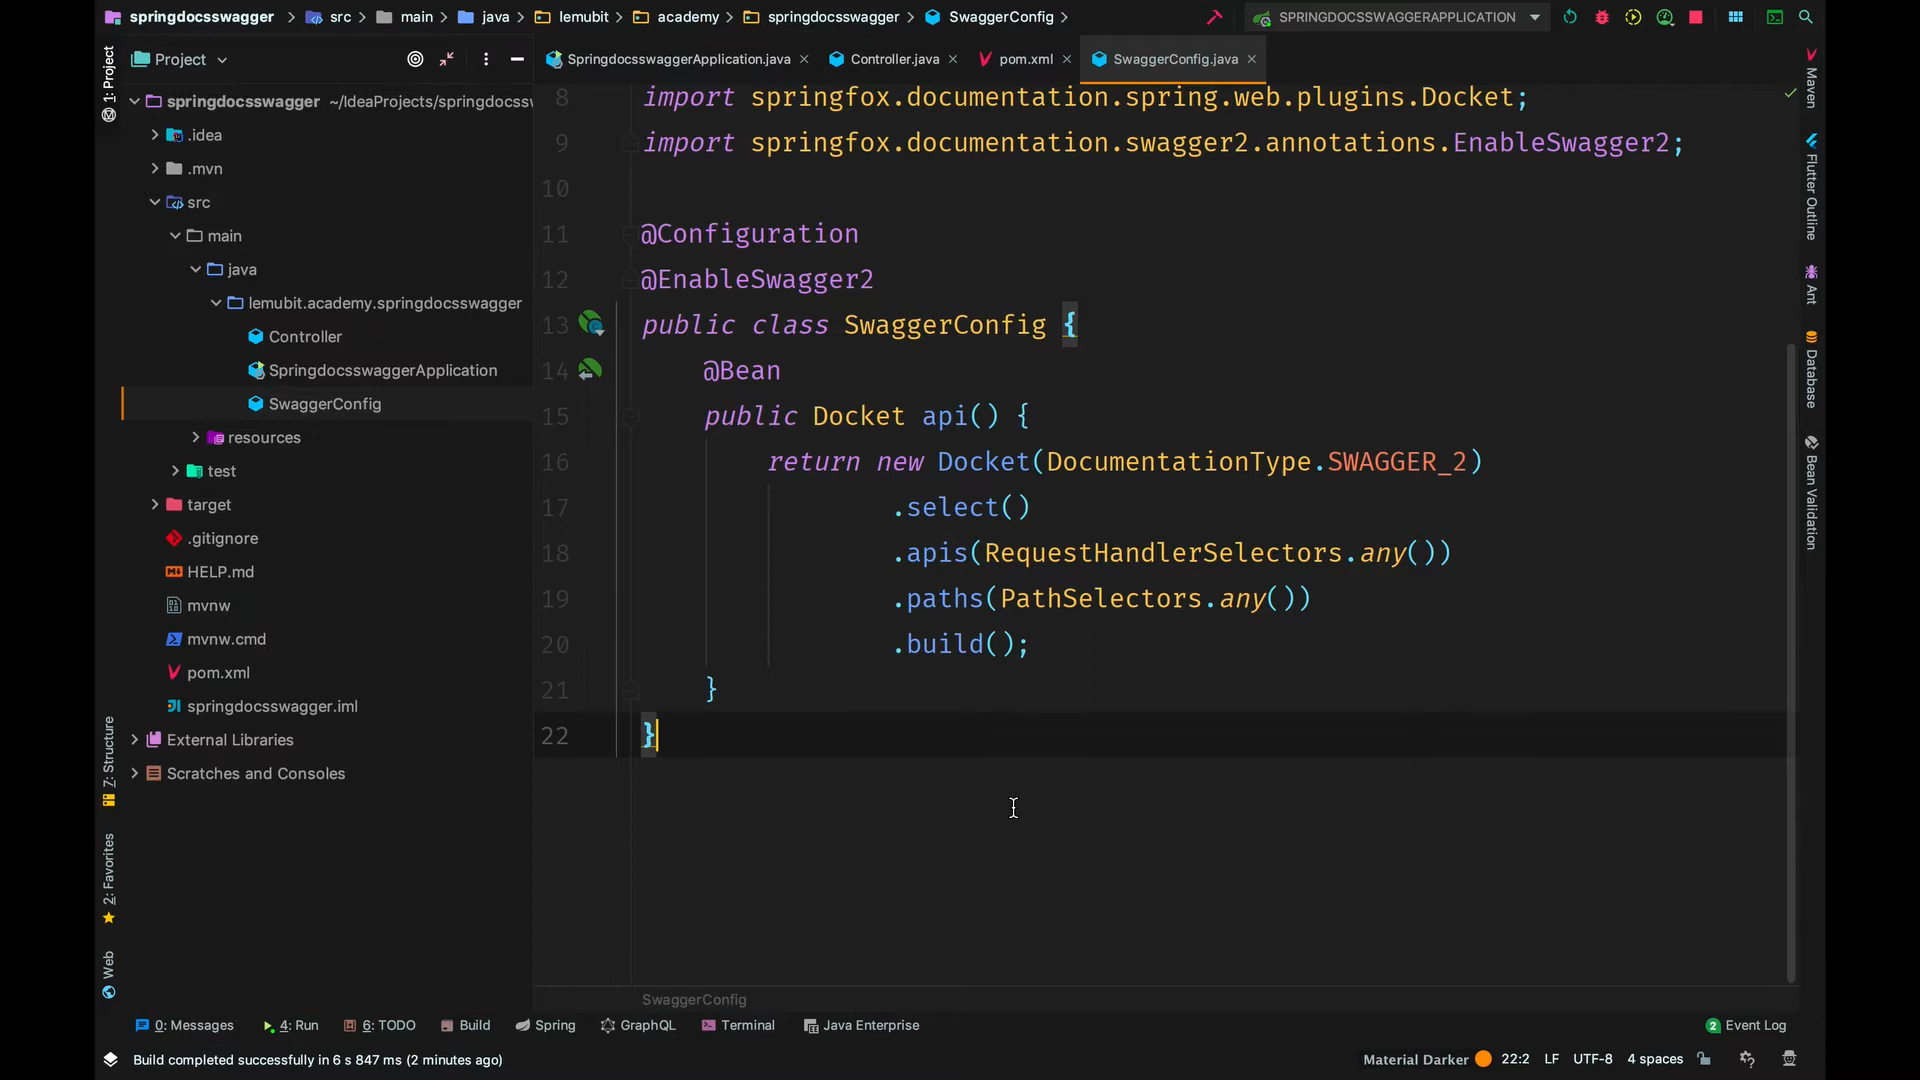 springdocsswagger > src > main > java > lemubit > academy > springdocsswagger > SwaggerConfig >
SPRINGDOCSSWAGGERAPPLICATION
Project
SpringdocsswaggerApplication.java
Controller.java
pom.xml
SwaggerConfig.java
1: Project
springdocsswagger ~/IdeaProjects/springdocss
.idea
.mvn
src
main
java
lemubit.academy.springdocsswagger
Controller
SpringdocsswaggerApplication
SwaggerConfig
resources
test
target
.gitignore
HELP.md
mvnw
mvnw.cmd
pom.xml
springdocsswagger.iml
External Libraries
Scratches and Consoles
7: Structure
2: Favorites
Web
8 import springfox.documentation.spring.web.plugins.Docket;
9 import springfox.documentation.swagger2.annotations.EnableSwagger2;
10
11 @Configuration
12 @EnableSwagger2
13 public class SwaggerConfig {
14 @Bean
15 public Docket api() {
16 return new Docket(DocumentationType.SWAGGER_2)
17 .select()
18 .apis(RequestHandlerSelectors.any())
19 .paths(PathSelectors.any())
20 .build();
21 }
22 }
SwaggerConfig
Maven
Flutter Outline
Ant
Database
Bean Validation
0: Messages
4: Run
6: TODO
Build
Spring
GraphQL
Terminal
Java Enterprise
2 Event Log
Build completed successfully in 6 s 847 ms (2 minutes ago)
Material Darker
22:2
LF
UTF-8
4 spaces